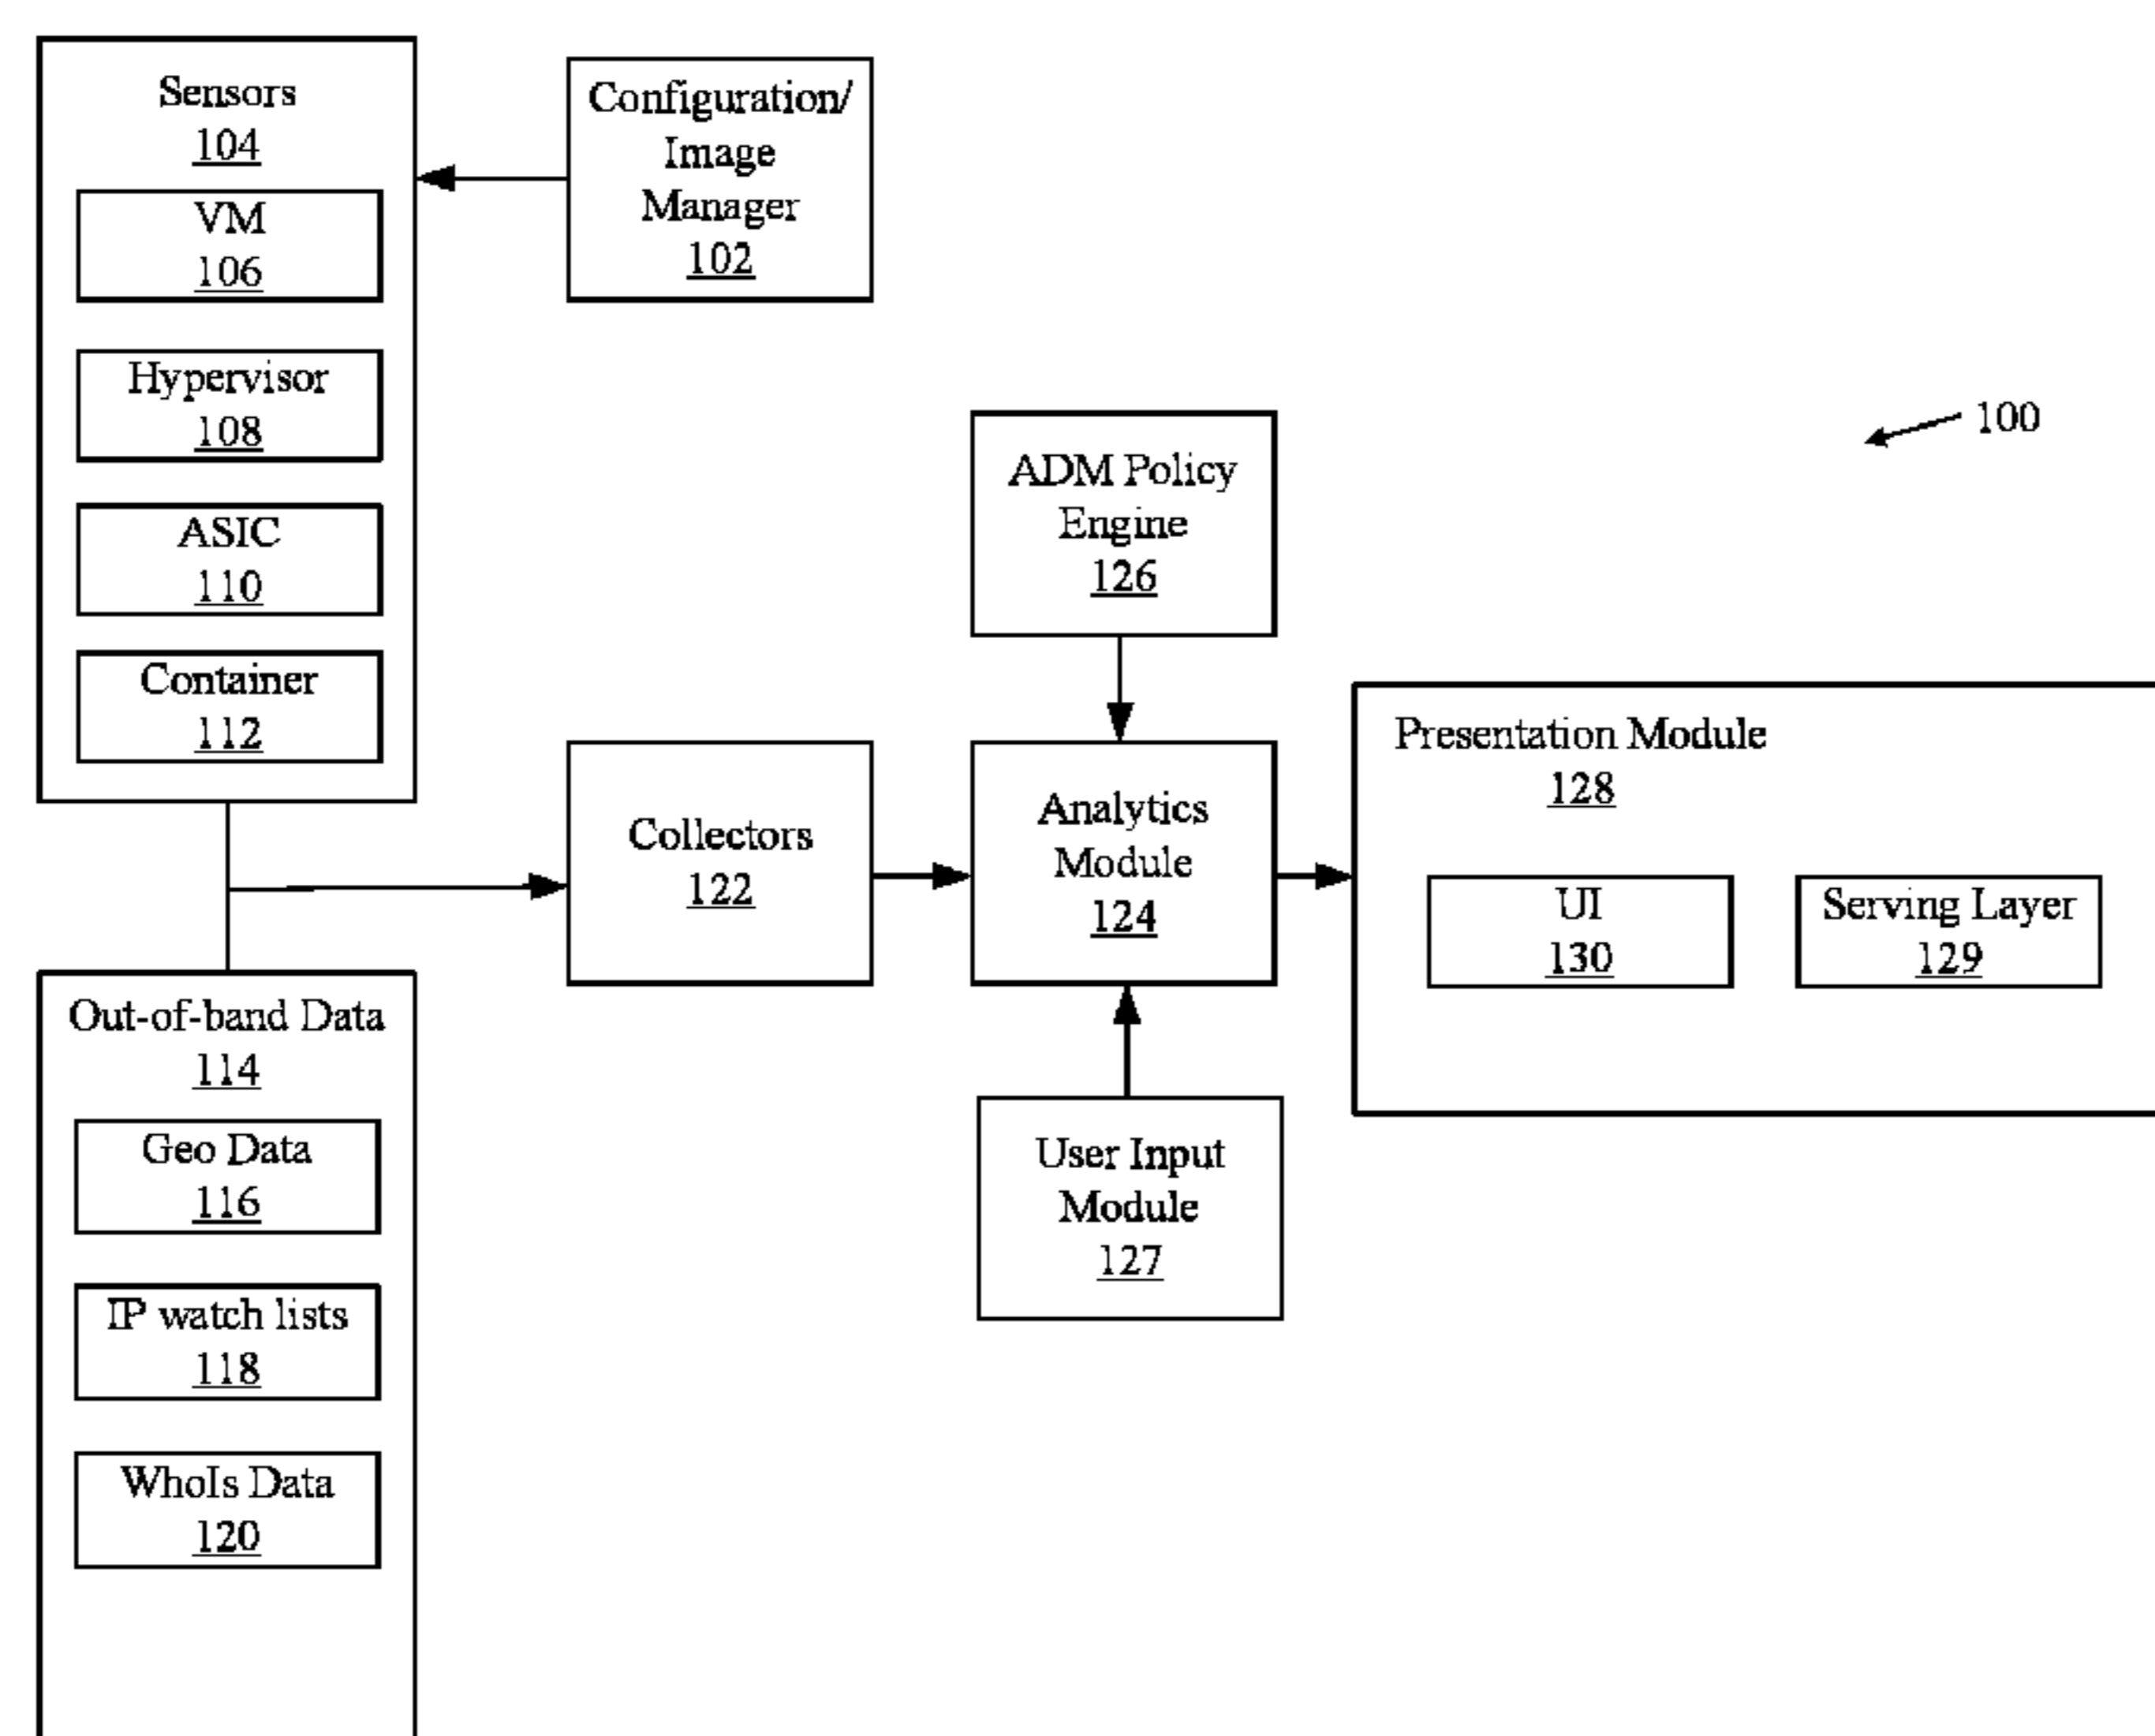 Sensors
104
VM
106
Hypervisor
108
ASIC
110
Container
112
Configuration/
Image
Manager
102
100
ADM Policy
Engine
126
Collectors
122
Analytics
Module
124
Presentation Module
128
UI
130
Serving Layer
129
User Input
Module
127
Out-of-band Data
114
Geo Data
116
IP watch lists
118
WhoIs Data
120